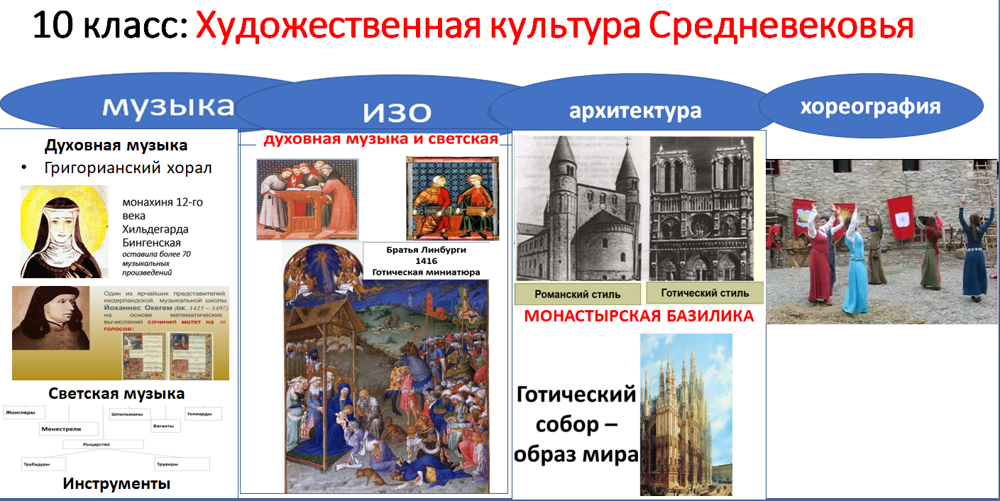 10 класс: Художественная культура Средневековья
музыка
изо
архитектура
хореография
Духовная музыка
• Григорианский хорал
монахиня 12-го
века
Хильдегарда
Бингенская
оставила более 70
музыкальных
произведений
Один из ярчайших представителей
нидерландской музыкальной школы
Йоханнес Окегем (ок. 1425 – 1497)
на основе математических
вычислений сочинил мотет на 36
голосов!
Светская музыка
Жонглеры
Шпильманы
Голиарды
Менестрели
Ваганты
Рыцарство
Трубадуры
Труверы
Инструменты
духовная музыка и светская
Братья Линбурги
1416
Готическая миниатюра
Романский стиль
Готический стиль
МОНАСТЫРСКАЯ БАЗИЛИКА
Готический
собор –
образ мира